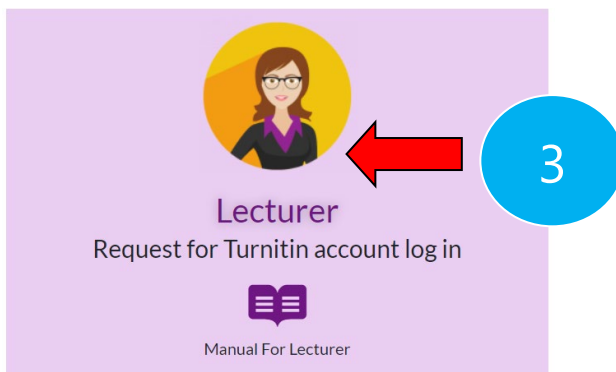 3
Lecturer
Request for Turnitin account log in
Manual For Lecturer